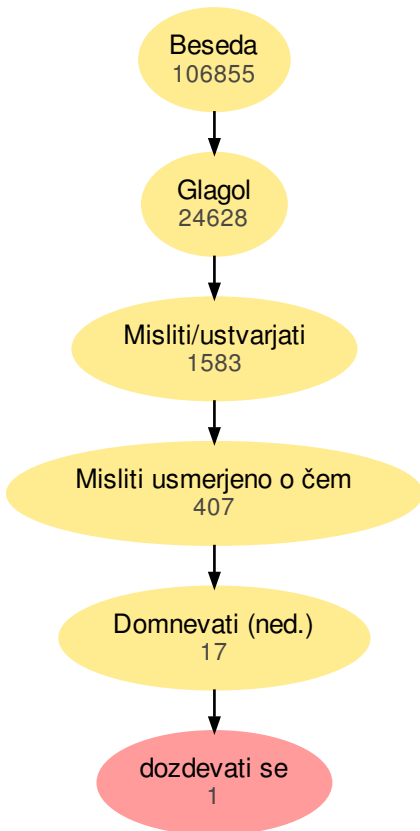 Beseda
106855
Glagol
24628
Misliti/ustvarjati
1583
Misliti usmerjeno o čem
407
Domnevati (ned.)
17
dozdevati se
1